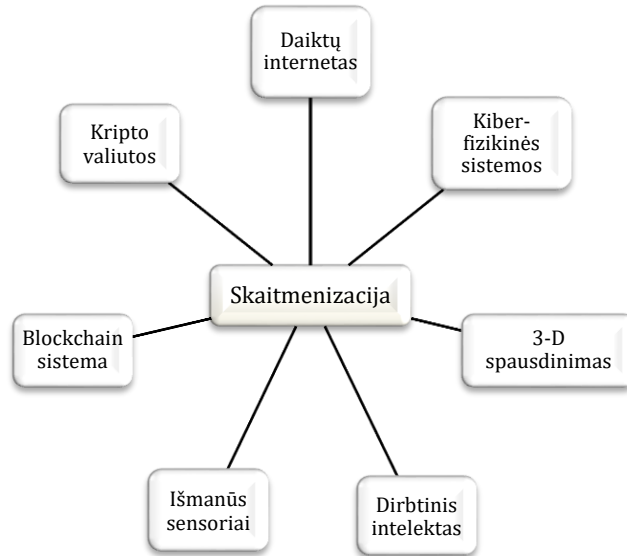 Daiktų
internetas
Kripto
valiutos
Kiber-
fizikinės
sistemos
Skaitmenizacija
Blockchain
sistema
3-D
spausdinimas
Išmanūs
sensoriai
Dirbtinis
intelektas